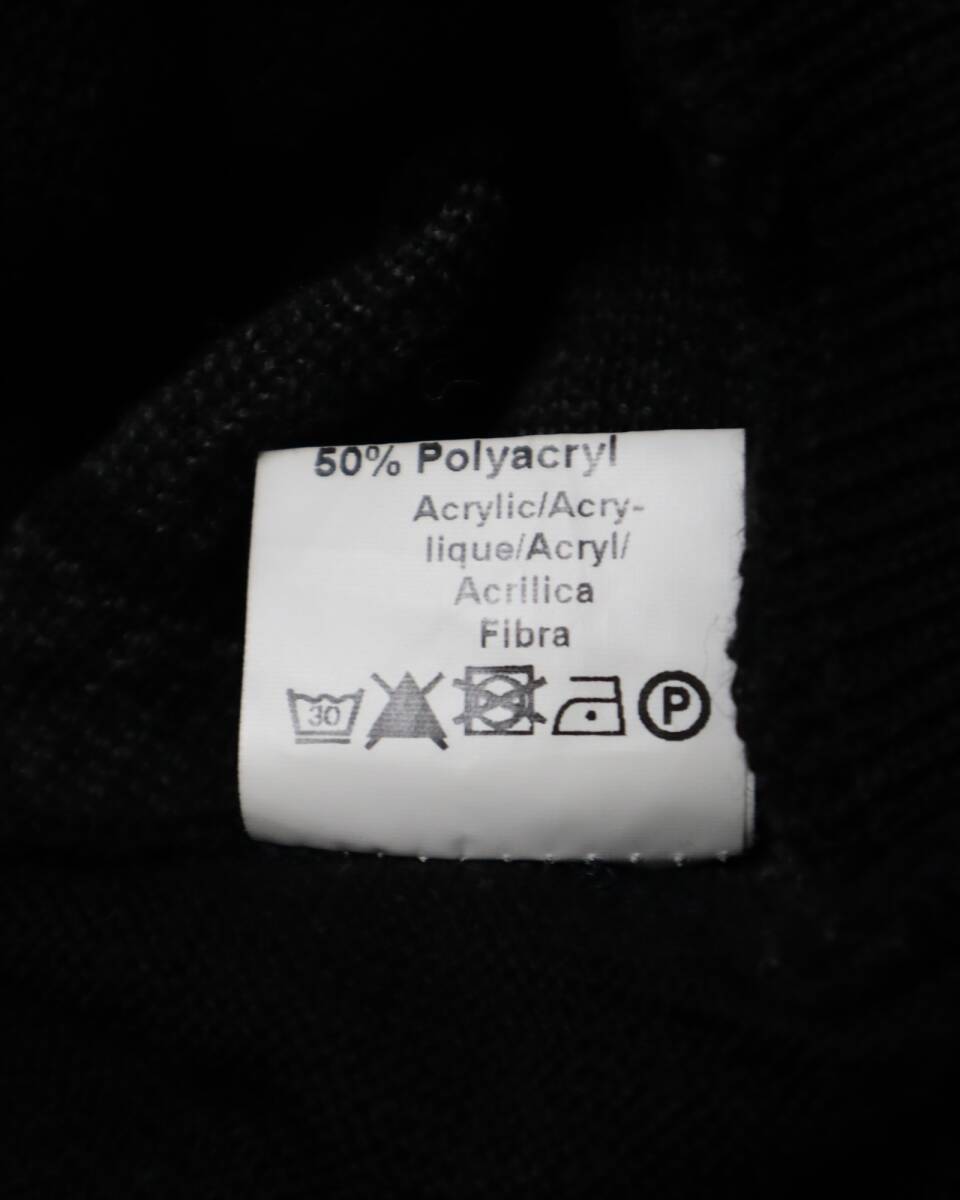 50% Polyacryl
Acrylic/Acry-
lique/Acryl/
Acrilica
Fibra
30
P